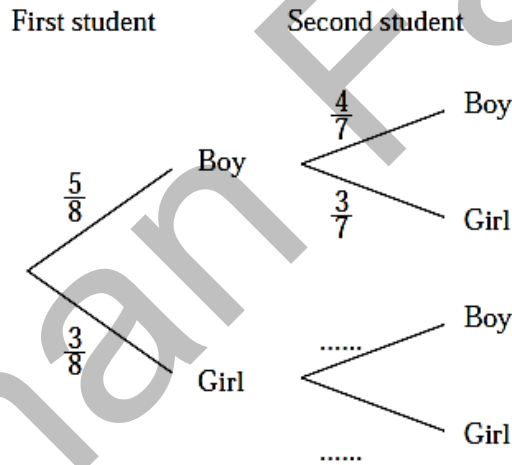 First student Second student
4/7 Boy
Boy
5/8
3/7 Girl
Boy
3/8 ......
Girl
Girl
......